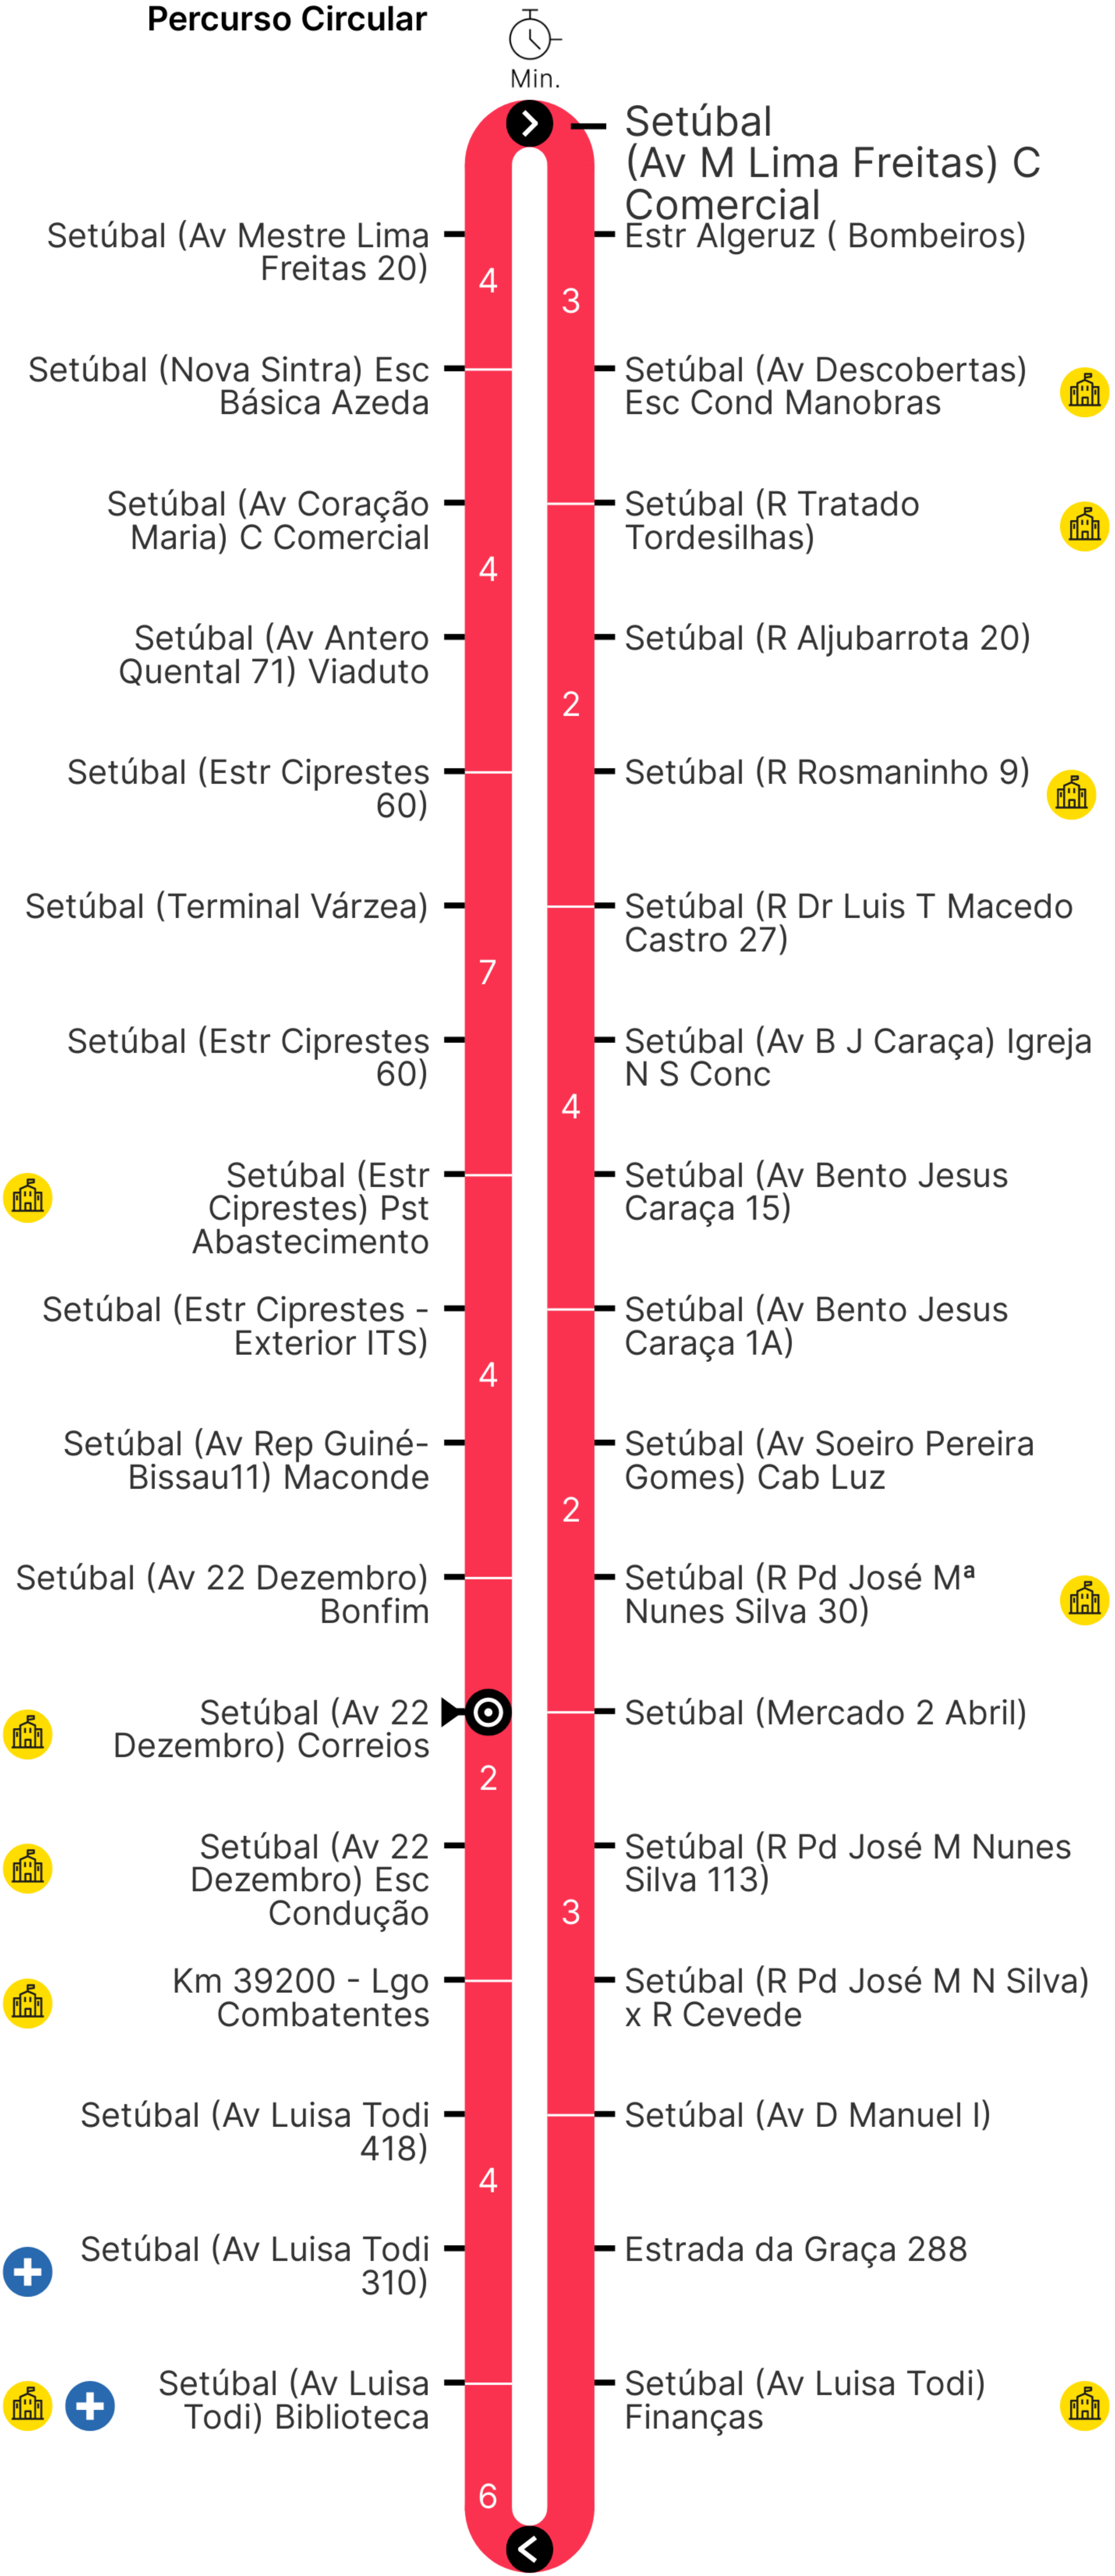 Percurso Circular
Min.
Setúbal
(Av M Lima Freitas) C
Comercial
Setúbal (Av Mestre Lima
Freitas 20)
Estr Algeruz ( Bombeiros)
4
3
Setúbal (Nova Sintra) Esc
Básica Azeda
Setúbal (Av Descobertas)
Esc Cond Manobras
Setúbal (Av Coração
Maria) C Comercial
Setúbal (R Tratado
Tordesilhas)
4
Setúbal (Av Antero
Quental 71) Viaduto
Setúbal (R Aljubarrota 20)
2
Setúbal (Estr Ciprestes
60)
Setúbal (R Rosmaninho 9)
Setúbal (Terminal Várzea)
Setúbal (R Dr Luis T Macedo
Castro 27)
7
Setúbal (Estr Ciprestes
60)
Setúbal (Av B J Caraça) Igreja
N S Conc
4
Setúbal (Estr
Ciprestes) Pst
Abastecimento
Setúbal (Av Bento Jesus
Caraça 15)
Setúbal (Estr Ciprestes -
Exterior ITS)
Setúbal (Av Bento Jesus
Caraça 1A)
4
Setúbal (Av Rep Guiné-
Bissau11) Maconde
Setúbal (Av Soeiro Pereira
Gomes) Cab Luz
2
Setúbal (Av 22 Dezembro)
Bonfim
Setúbal (R Pd José Mª
Nunes Silva 30)
Setúbal (Av 22
Dezembro) Correios
Setúbal (Mercado 2 Abril)
2
Setúbal (Av 22
Dezembro) Esc
Condução
Setúbal (R Pd José M Nunes
Silva 113)
3
Km 39200 - Lgo
Combatentes
Setúbal (R Pd José M N Silva)
x R Cevede
Setúbal (Av Luisa Todi
418)
Setúbal (Av D Manuel I)
4
Setúbal (Av Luisa Todi
310)
Estrada da Graça 288
Setúbal (Av Luisa
Todi) Biblioteca
Setúbal (Av Luisa Todi)
Finanças
6